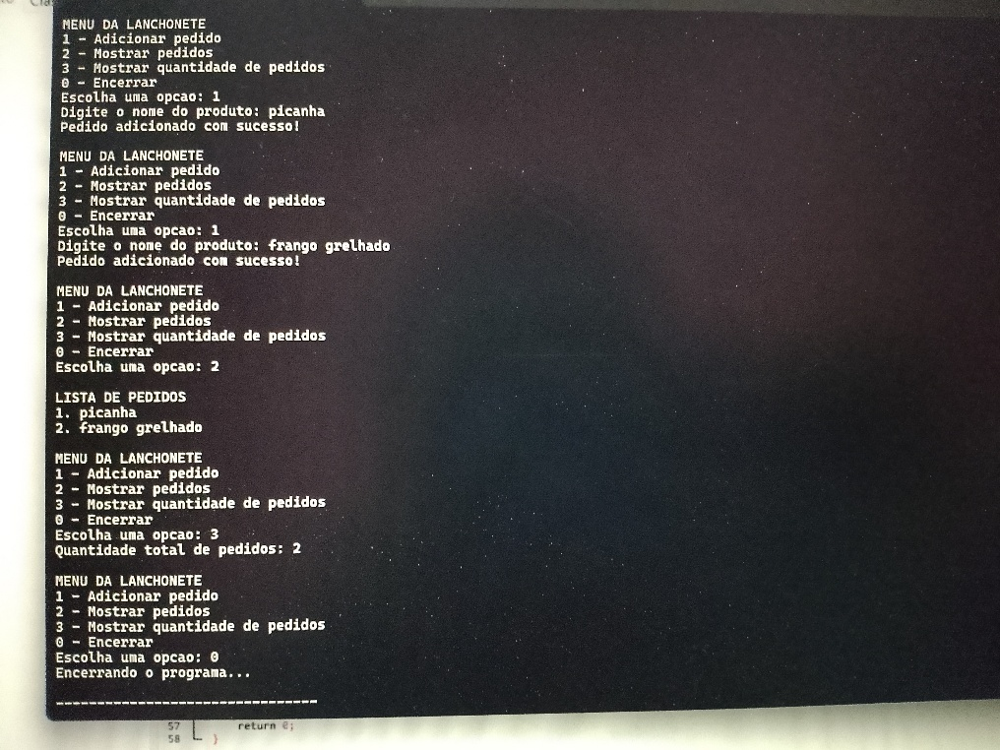 MENU DA LANCHONETE
1 - Adicionar pedido
2 - Mostrar pedidos
3 - Mostrar quantidade de pedidos
0 - Encerrar
Escolha uma opcao: 1
Digite o nome do produto: picanha
Pedido adicionado com sucesso!
MENU DA LANCHONETE
1 - Adicionar pedido
2 - Mostrar pedidos
3 - Mostrar quantidade de pedidos
0 - Encerrar
Escolha uma opcao: 1
Digite o nome do produto: frango grelhado
Pedido adicionado com sucesso!
MENU DA LANCHONETE
1 - Adicionar pedido
2 - Mostrar pedidos
3 - Mostrar quantidade de pedidos
0 - Encerrar
Escolha uma opcao: 2
LISTA DE PEDIDOS
1. picanha
2. frango grelhado
MENU DA LANCHONETE
1 - Adicionar pedido
2 - Mostrar pedidos
3 - Mostrar quantidade de pedidos
0 - Encerrar
Escolha uma opcao: 3
Quantidade total de pedidos: 2
MENU DA LANCHONETE
1 - Adicionar pedido
2 - Mostrar pedidos
3 - Mostrar quantidade de pedidos
0 - Encerrar
Escolha uma opcao: 0
Encerrando o programa...
--------------------------------
57 return 0;
58 }